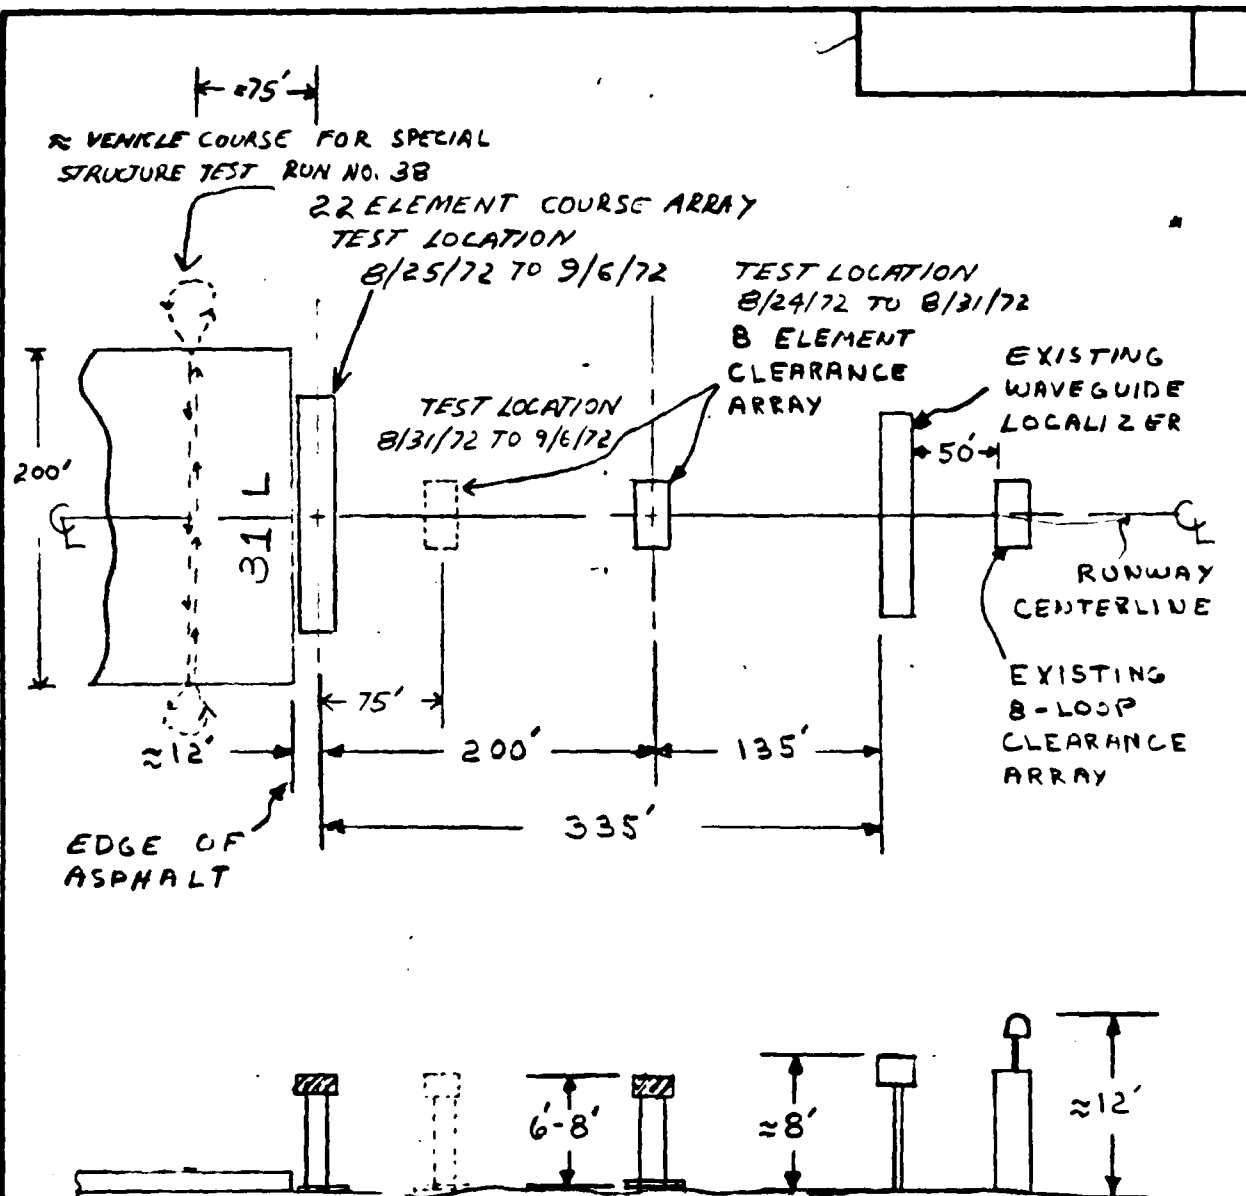 ≈75'
≈ VEHICLE COURSE FOR SPECIAL
STRUCTURE TEST RUN NO. 38
22 ELEMENT COURSE ARRAY
TEST LOCATION
8/25/72 TO 9/6/72
TEST LOCATION
8/24/72 TO 8/31/72
8 ELEMENT
CLEARANCE
ARRAY
EXISTING
WAVEGUIDE
LOCALIZER
TEST LOCATION
8/31/72 TO 9/6/72
50'
200'
31 L
℄
℄
RUNWAY
CENTERLINE
EXISTING
8-LOOP
CLEARANCE
ARRAY
75'
≈12'
200'
135'
335'
EDGE OF
ASPHALT
6'-8'
≈8'
≈12'